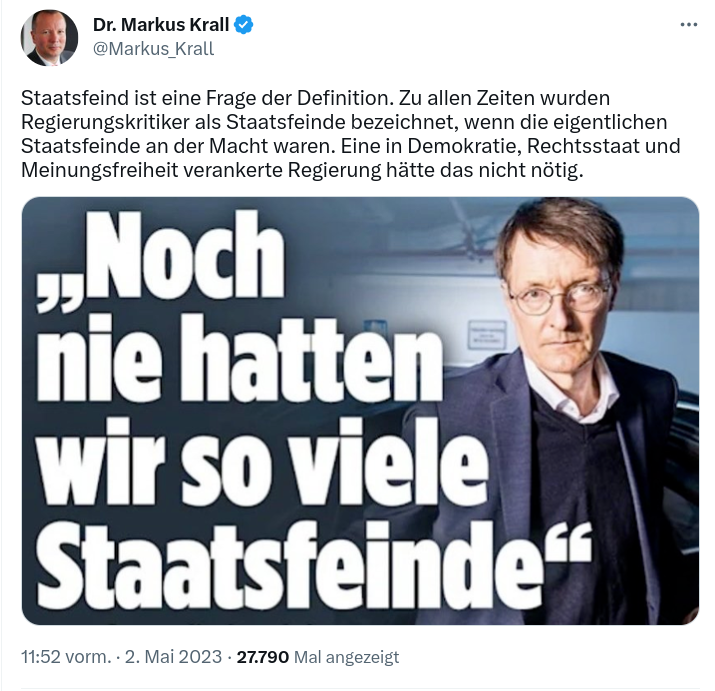 Dr. Markus Krall
@Markus_Krall
Staatsfeind ist eine Frage der Definition. Zu allen Zeiten wurden
Regierungskritiker als Staatsfeinde bezeichnet, wenn die eigentlichen
Staatsfeinde an der Macht waren. Eine in Demokratie, Rechtsstaat und
Meinungsfreiheit verankerte Regierung hätte das nicht nötig.
„Noch
nie hatten
wir so viele
Staatsfeinde“
11:52 vorm. · 2. Mai 2023 · 27.790 Mal angezeigt